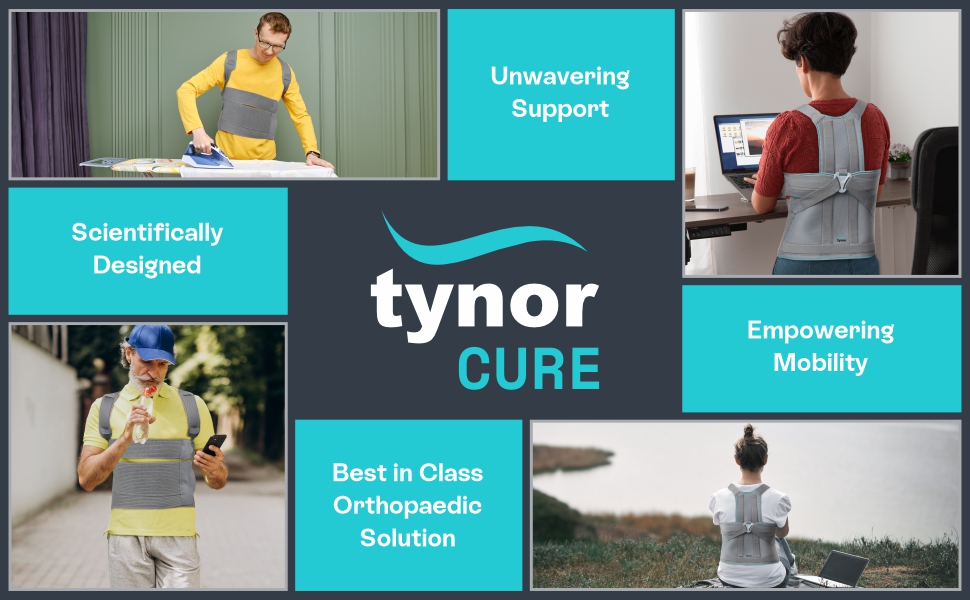 Unwavering
Support
Scientifically
Designed
tynor
CURE
Empowering
Mobility
Best in Class
Orthopaedic
Solution